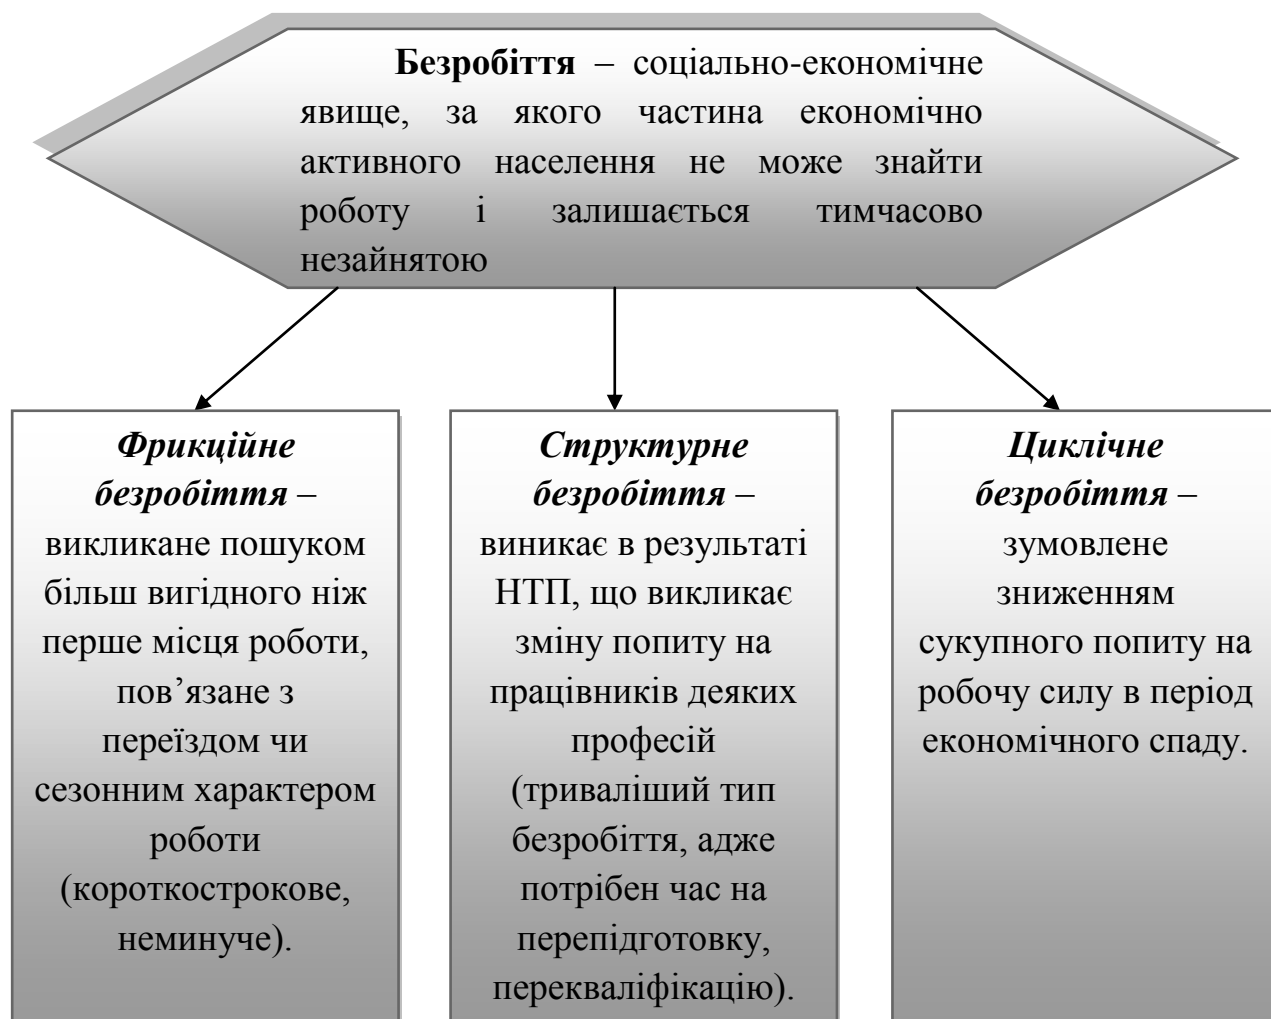 Безробіття – соціально-економічне
явище, за якого частина економічно
активного населення не може знайти
роботу і залишається тимчасово
незайнятою
Фрикційне
безробіття –
викликане пошуком
більш вигідного ніж
перше місця роботи,
пов’язане з
переїздом чи
сезонним характером
роботи
(короткострокове,
неминуче).
Структурне
безробіття –
виникає в результаті
НТП, що викликає
зміну попиту на
працівників деяких
професій
(триваліший тип
безробіття, адже
потрібен час на
перепідготовку,
перекваліфікацію).
Циклічне
безробіття –
зумовлене
зниженням
сукупного попиту на
робочу силу в період
економічного спаду.